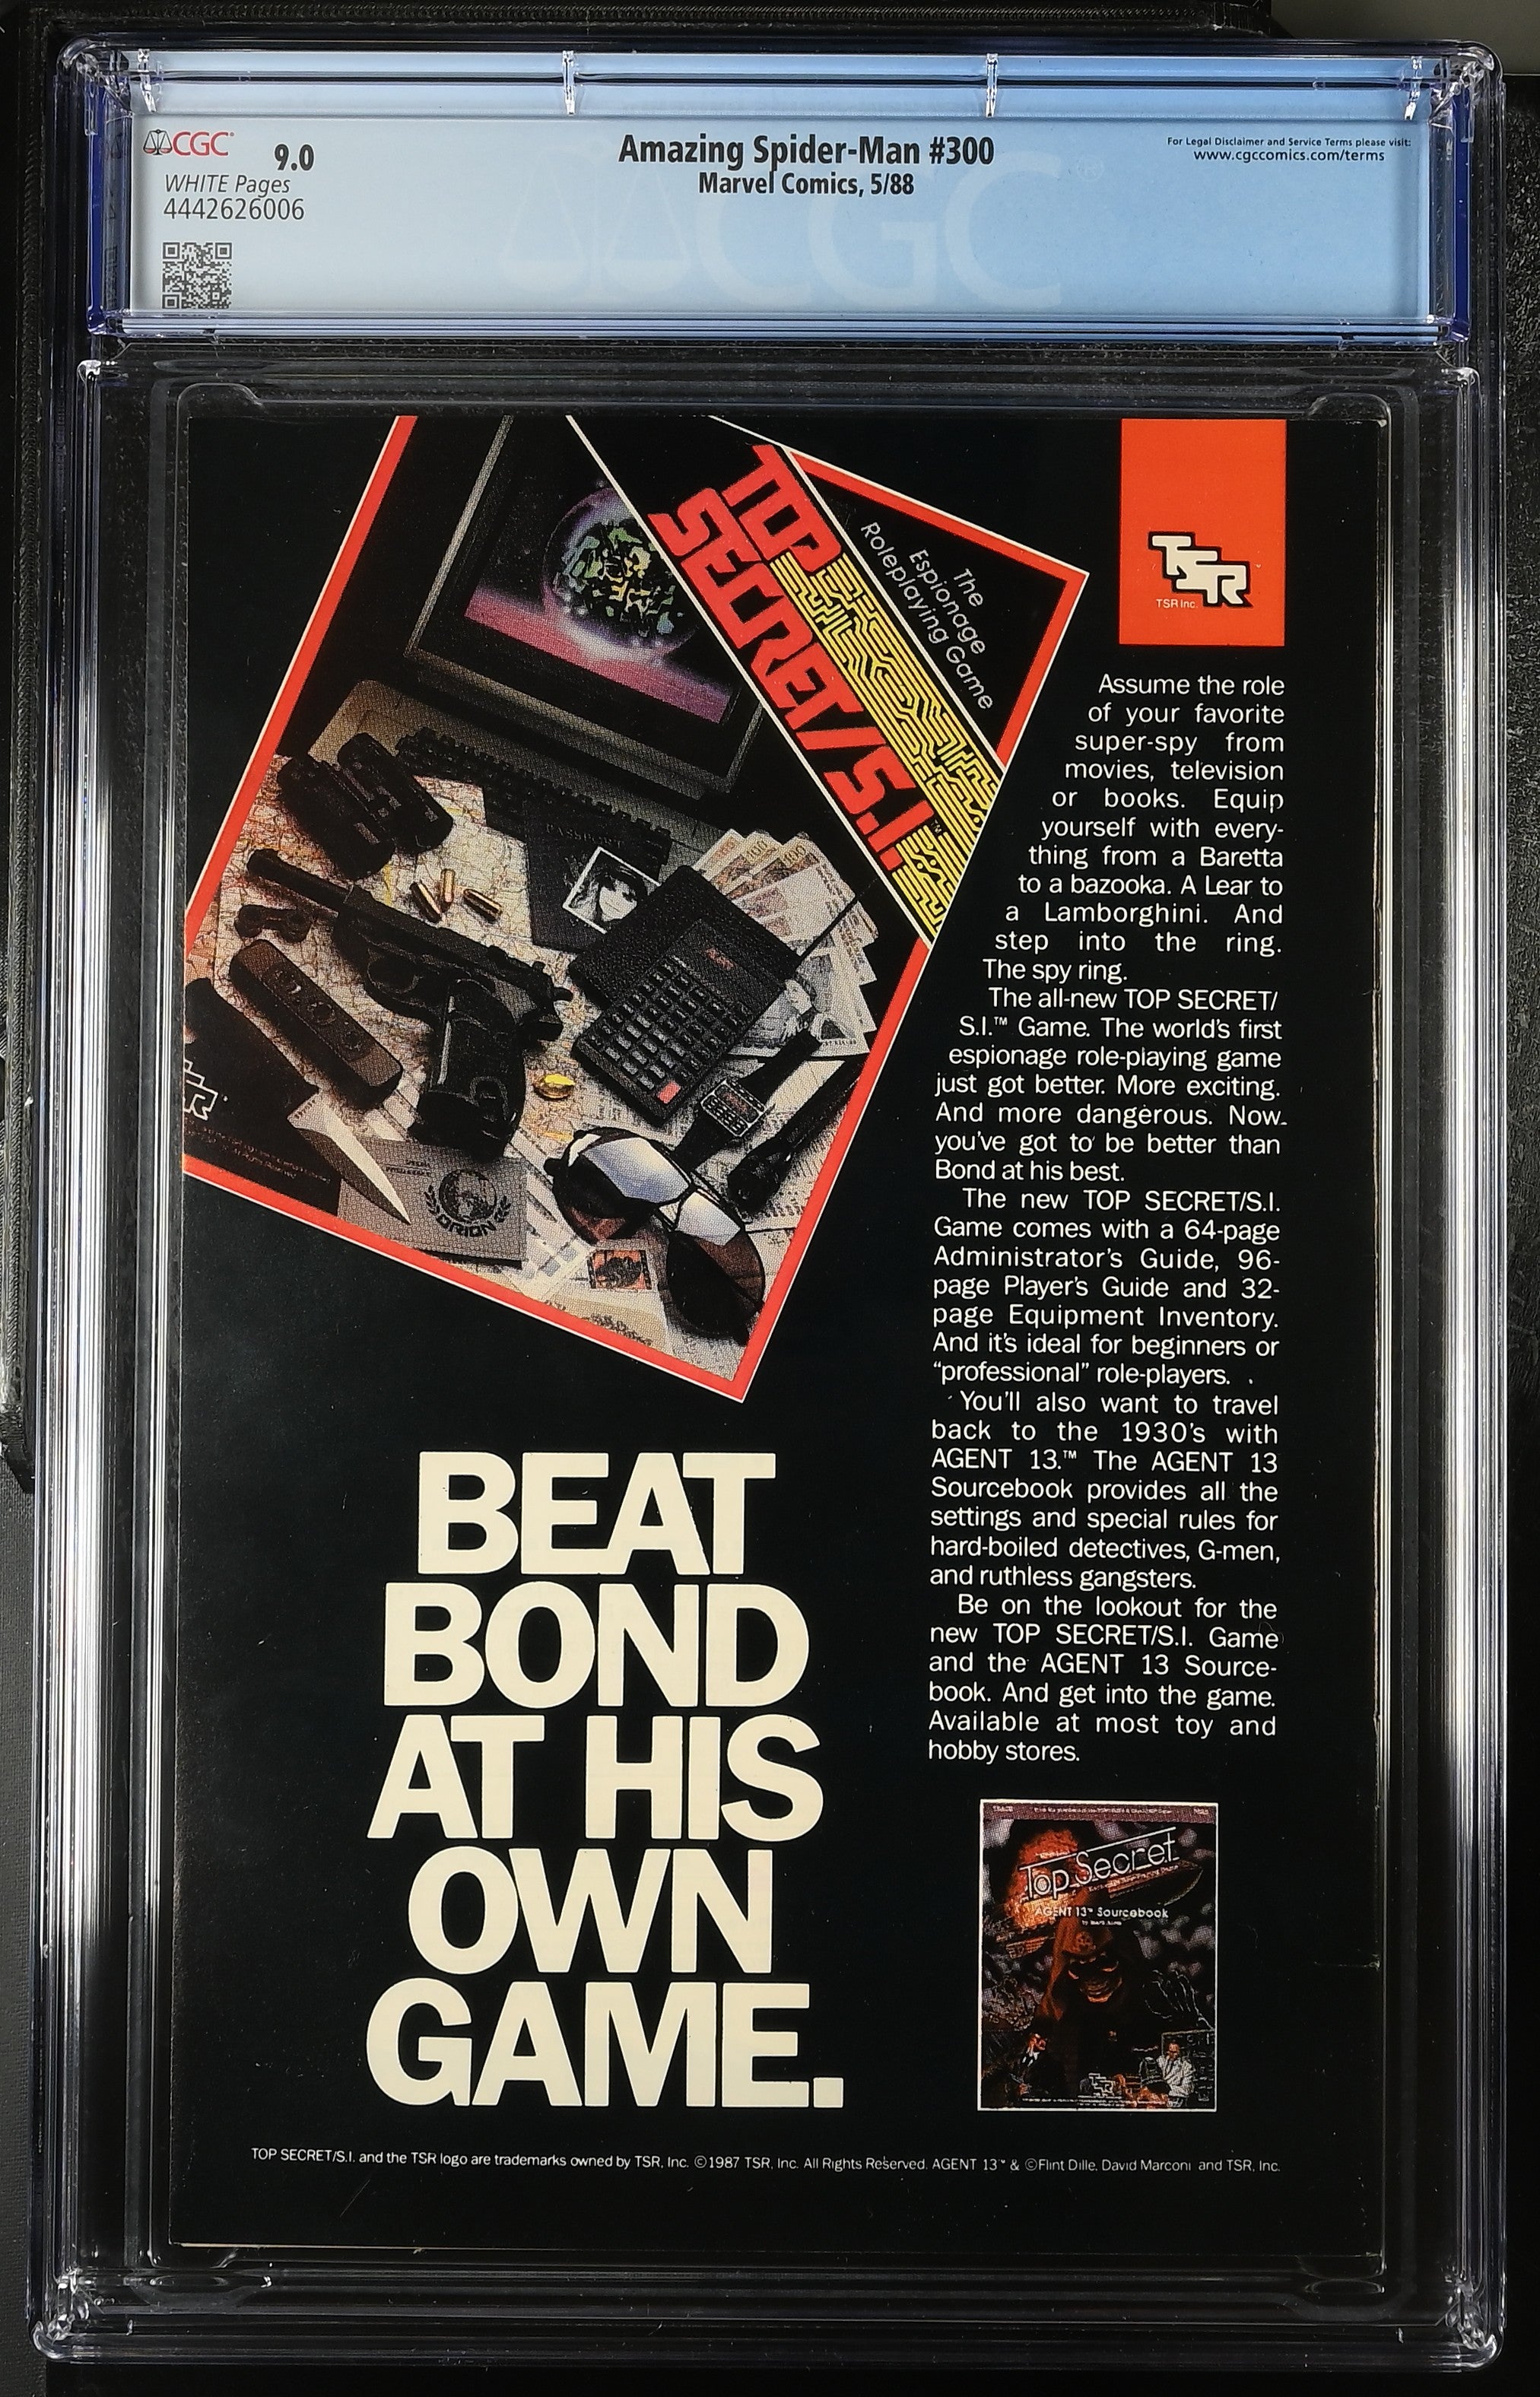 CGC
9.0
WHITE Pages
4442626006
Amazing Spider-Man #300
Marvel Comics, 5/88
For Legal Disclaimer and Service Terms please visit:
www.cgccomics.com/terms
CGC
TOP
SECRET/S.I.™
The
Espionage
Roleplaying Game
TSR
TSR Inc.
PASSPORT
TSR
ORION
Assume the role
of your favorite
super-spy from
movies, television
or books. Equip
yourself with every-
thing from a Baretta
to a bazooka. A Lear to
a Lamborghini. And
step into the ring.
The spy ring.
The all-new TOP SECRET/
S.I.™ Game. The world's first
espionage role-playing game
just got better. More exciting.
And more dangerous. Now
you've got to be better than
Bond at his best.
The new TOP SECRET/S.I.
Game comes with a 64-page
Administrator's Guide, 96-
page Player's Guide and 32-
page Equipment Inventory.
And it's ideal for beginners or
"professional" role-players.
You'll also want to travel
back to the 1930's with
AGENT 13.™ The AGENT 13
Sourcebook provides all the
settings and special rules for
hard-boiled detectives, G-men,
and ruthless gangsters.
Be on the lookout for the
new TOP SECRET/S.I. Game
and the AGENT 13 Source-
book. And get into the game.
Available at most toy and
hobby stores.
BEAT
BOND
AT HIS
OWN
GAME.
Top Secret
AGENT 13™ Sourcebook
TSR
TOP SECRET/S.I. and the TSR logo are trademarks owned by TSR, Inc. ©1987 TSR, Inc. All Rights Reserved. AGENT 13™ & ©Flint Dille, David Marconi and TSR, Inc.